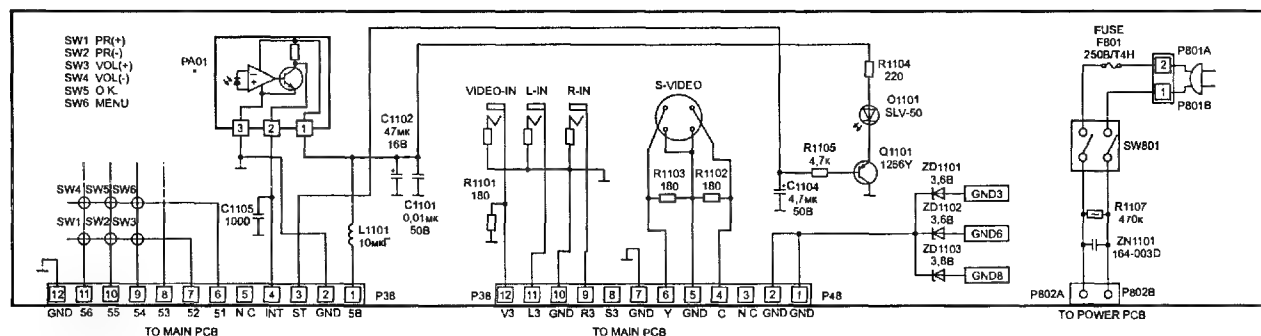 SW1 PR(+)
SW2 PR(-)
SW3 VOL(+)
SW4 VOL(-)
SW5 O K.
SW6 MENU
PA01
3 2 1
C1102
47мк
16В
C1101
0,01мк
50В
C1105
1000
L1101
10мкГ
SW4 SW5 SW6
SW1 SW2 SW3
12 11 10 9 8 7 6 5 4 3 2 1 P38
GND S6 S5 S4 S3 S2 S1 N C INT ST GND 5В
TO MAIN PCB
VIDEO-IN L-IN R-IN
S-VIDEO
R1101
180
R1103
180
R1102
180
P38 12 11 10 9 8 7 6 5 4 3 2 1 P48
V3 L3 GND R3 S3 GND Y GND C N C GND GND
TO MAIN PCB
R1104
220
O1101
SLV-50
R1105
4,7к
Q1101
1266Y
C1104
4,7мк
50В
ZD1101
3,6В
GND3
ZD1102
3,6В
GND6
ZD1103
3,8В
GND8
FUSE
F801
250В/T4H
P801A
2
1
P801B
SW801
R1107
470к
ZN1101
164-003D
P802A P802B
TO POWER PCB